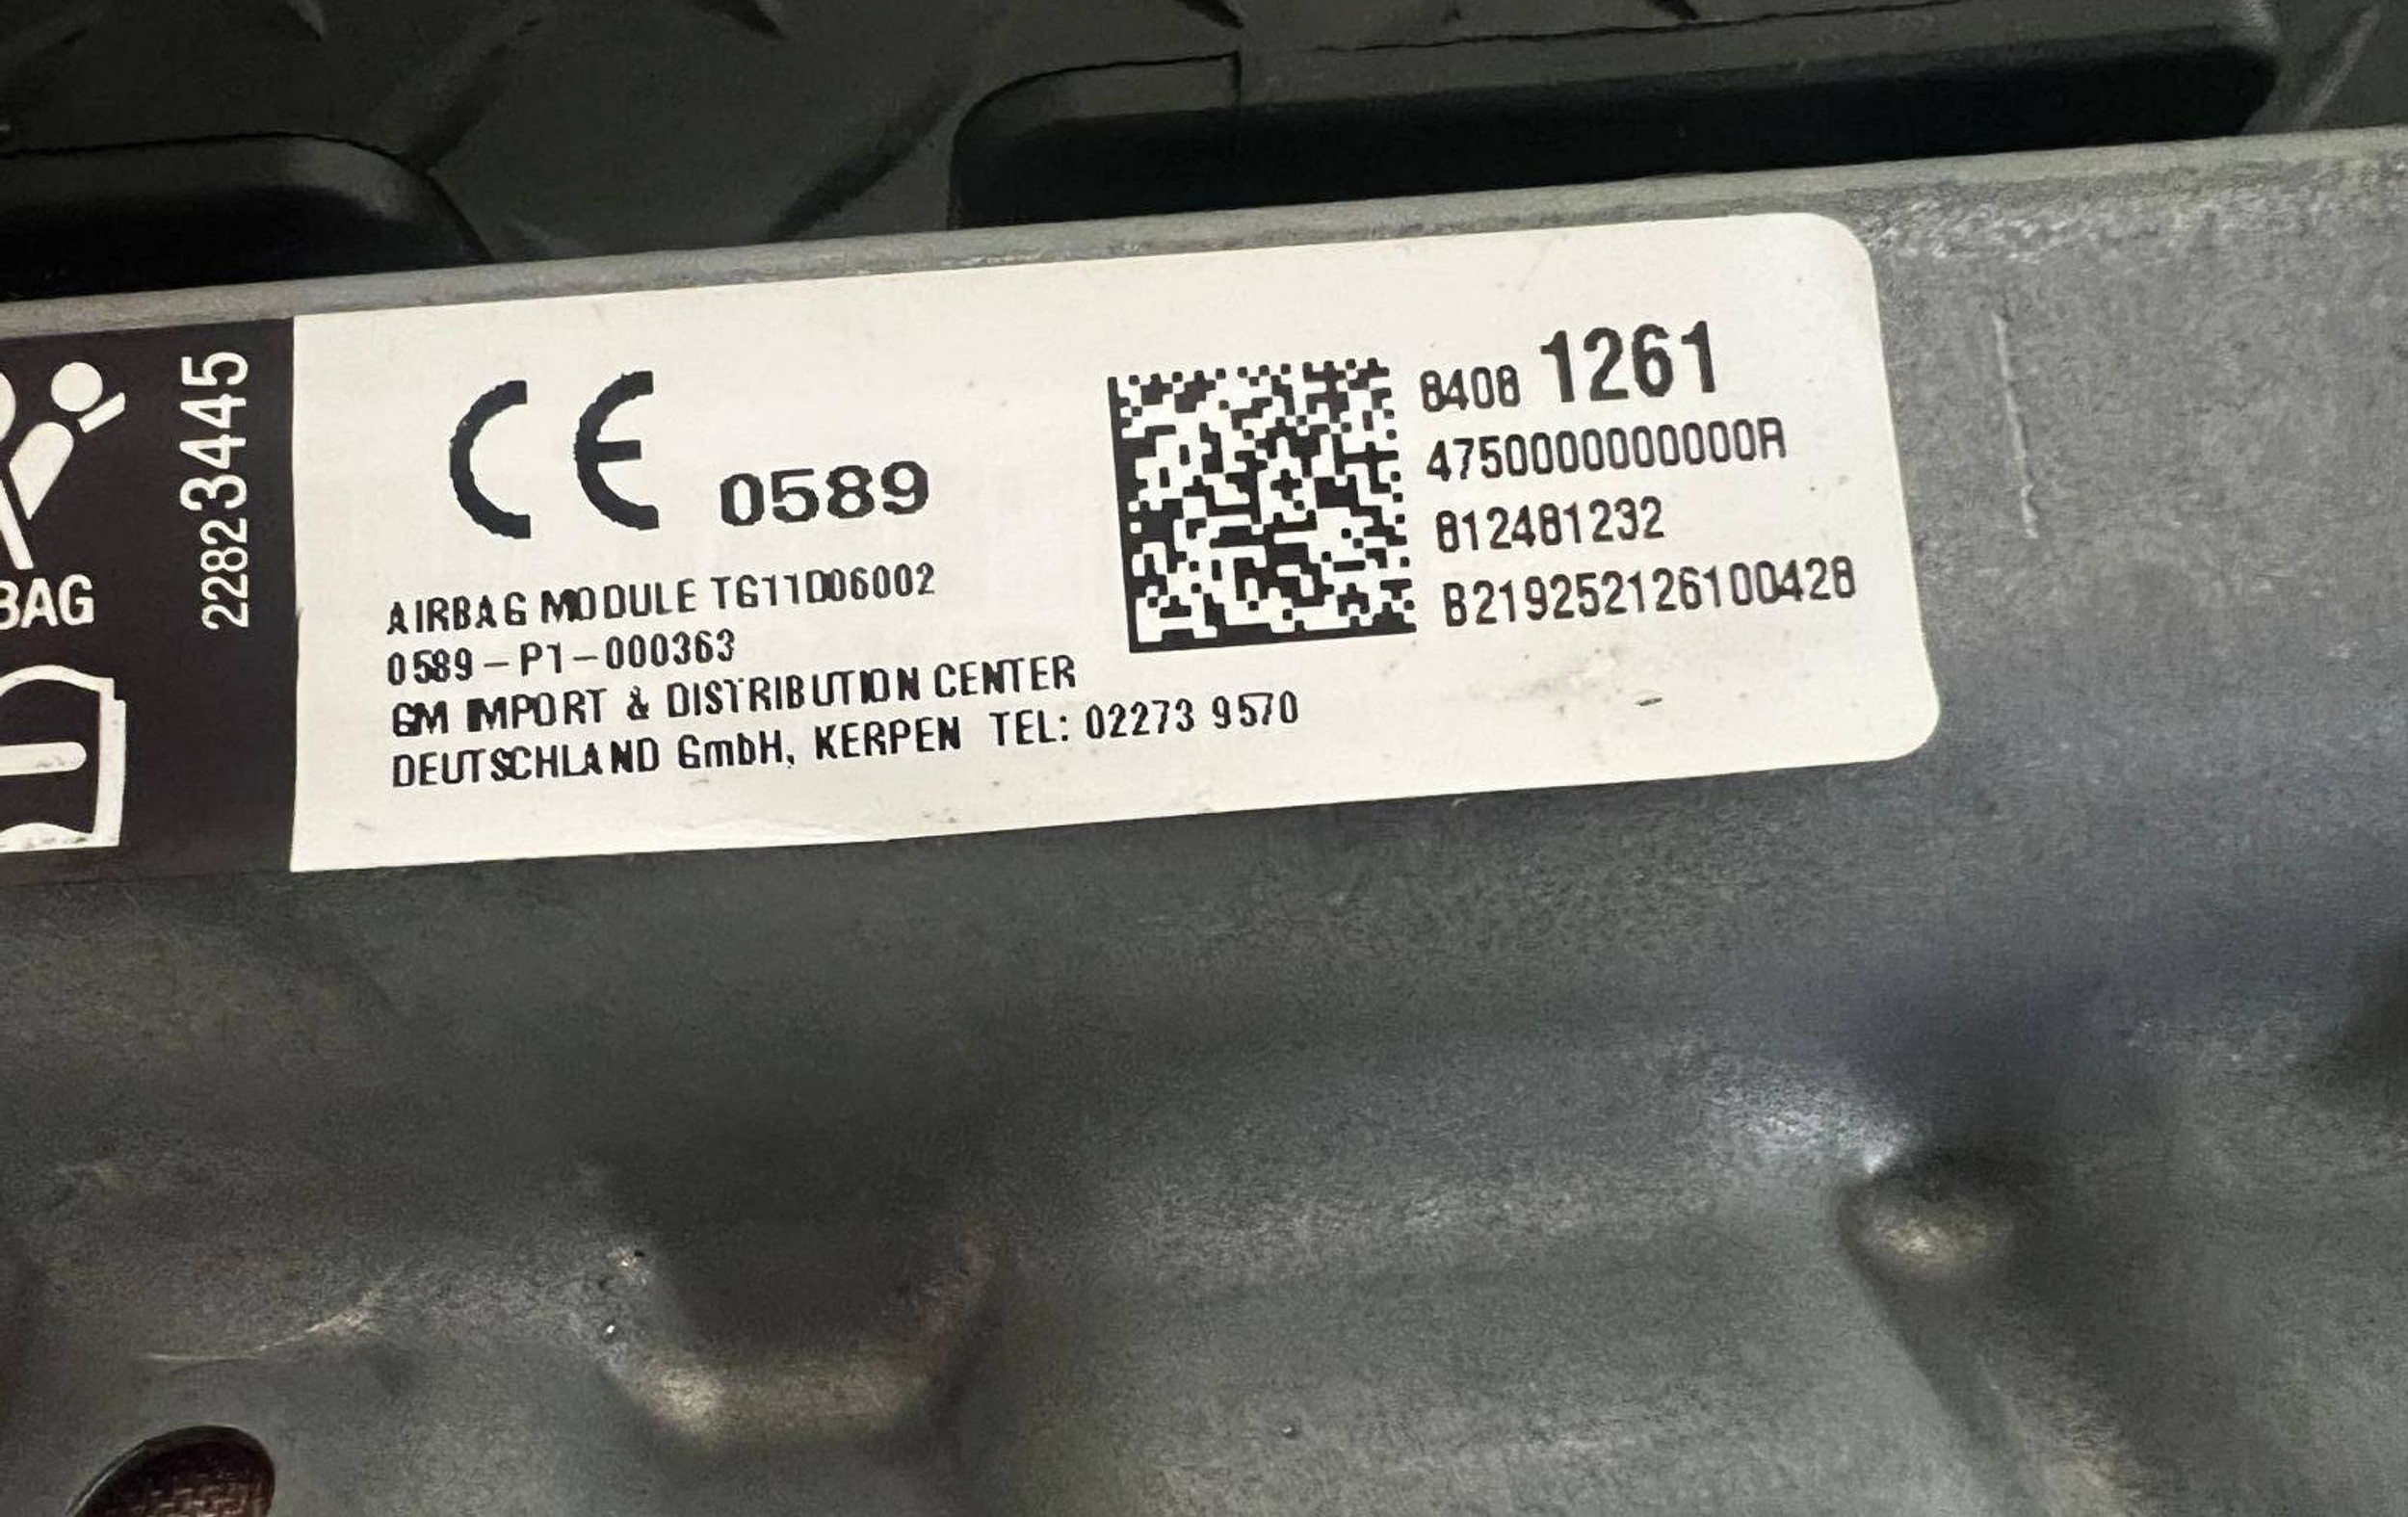 BAG
22823445
CE 0589
AIRBAG MODULE TG11D06002
0589-P1-000363
GM IMPORT & DISTRIBUTION CENTER
DEUTSCHLAND GmbH, KERPEN TEL: 02273 9570
8408 1261
4750000000000R
812481232
B219252126100428